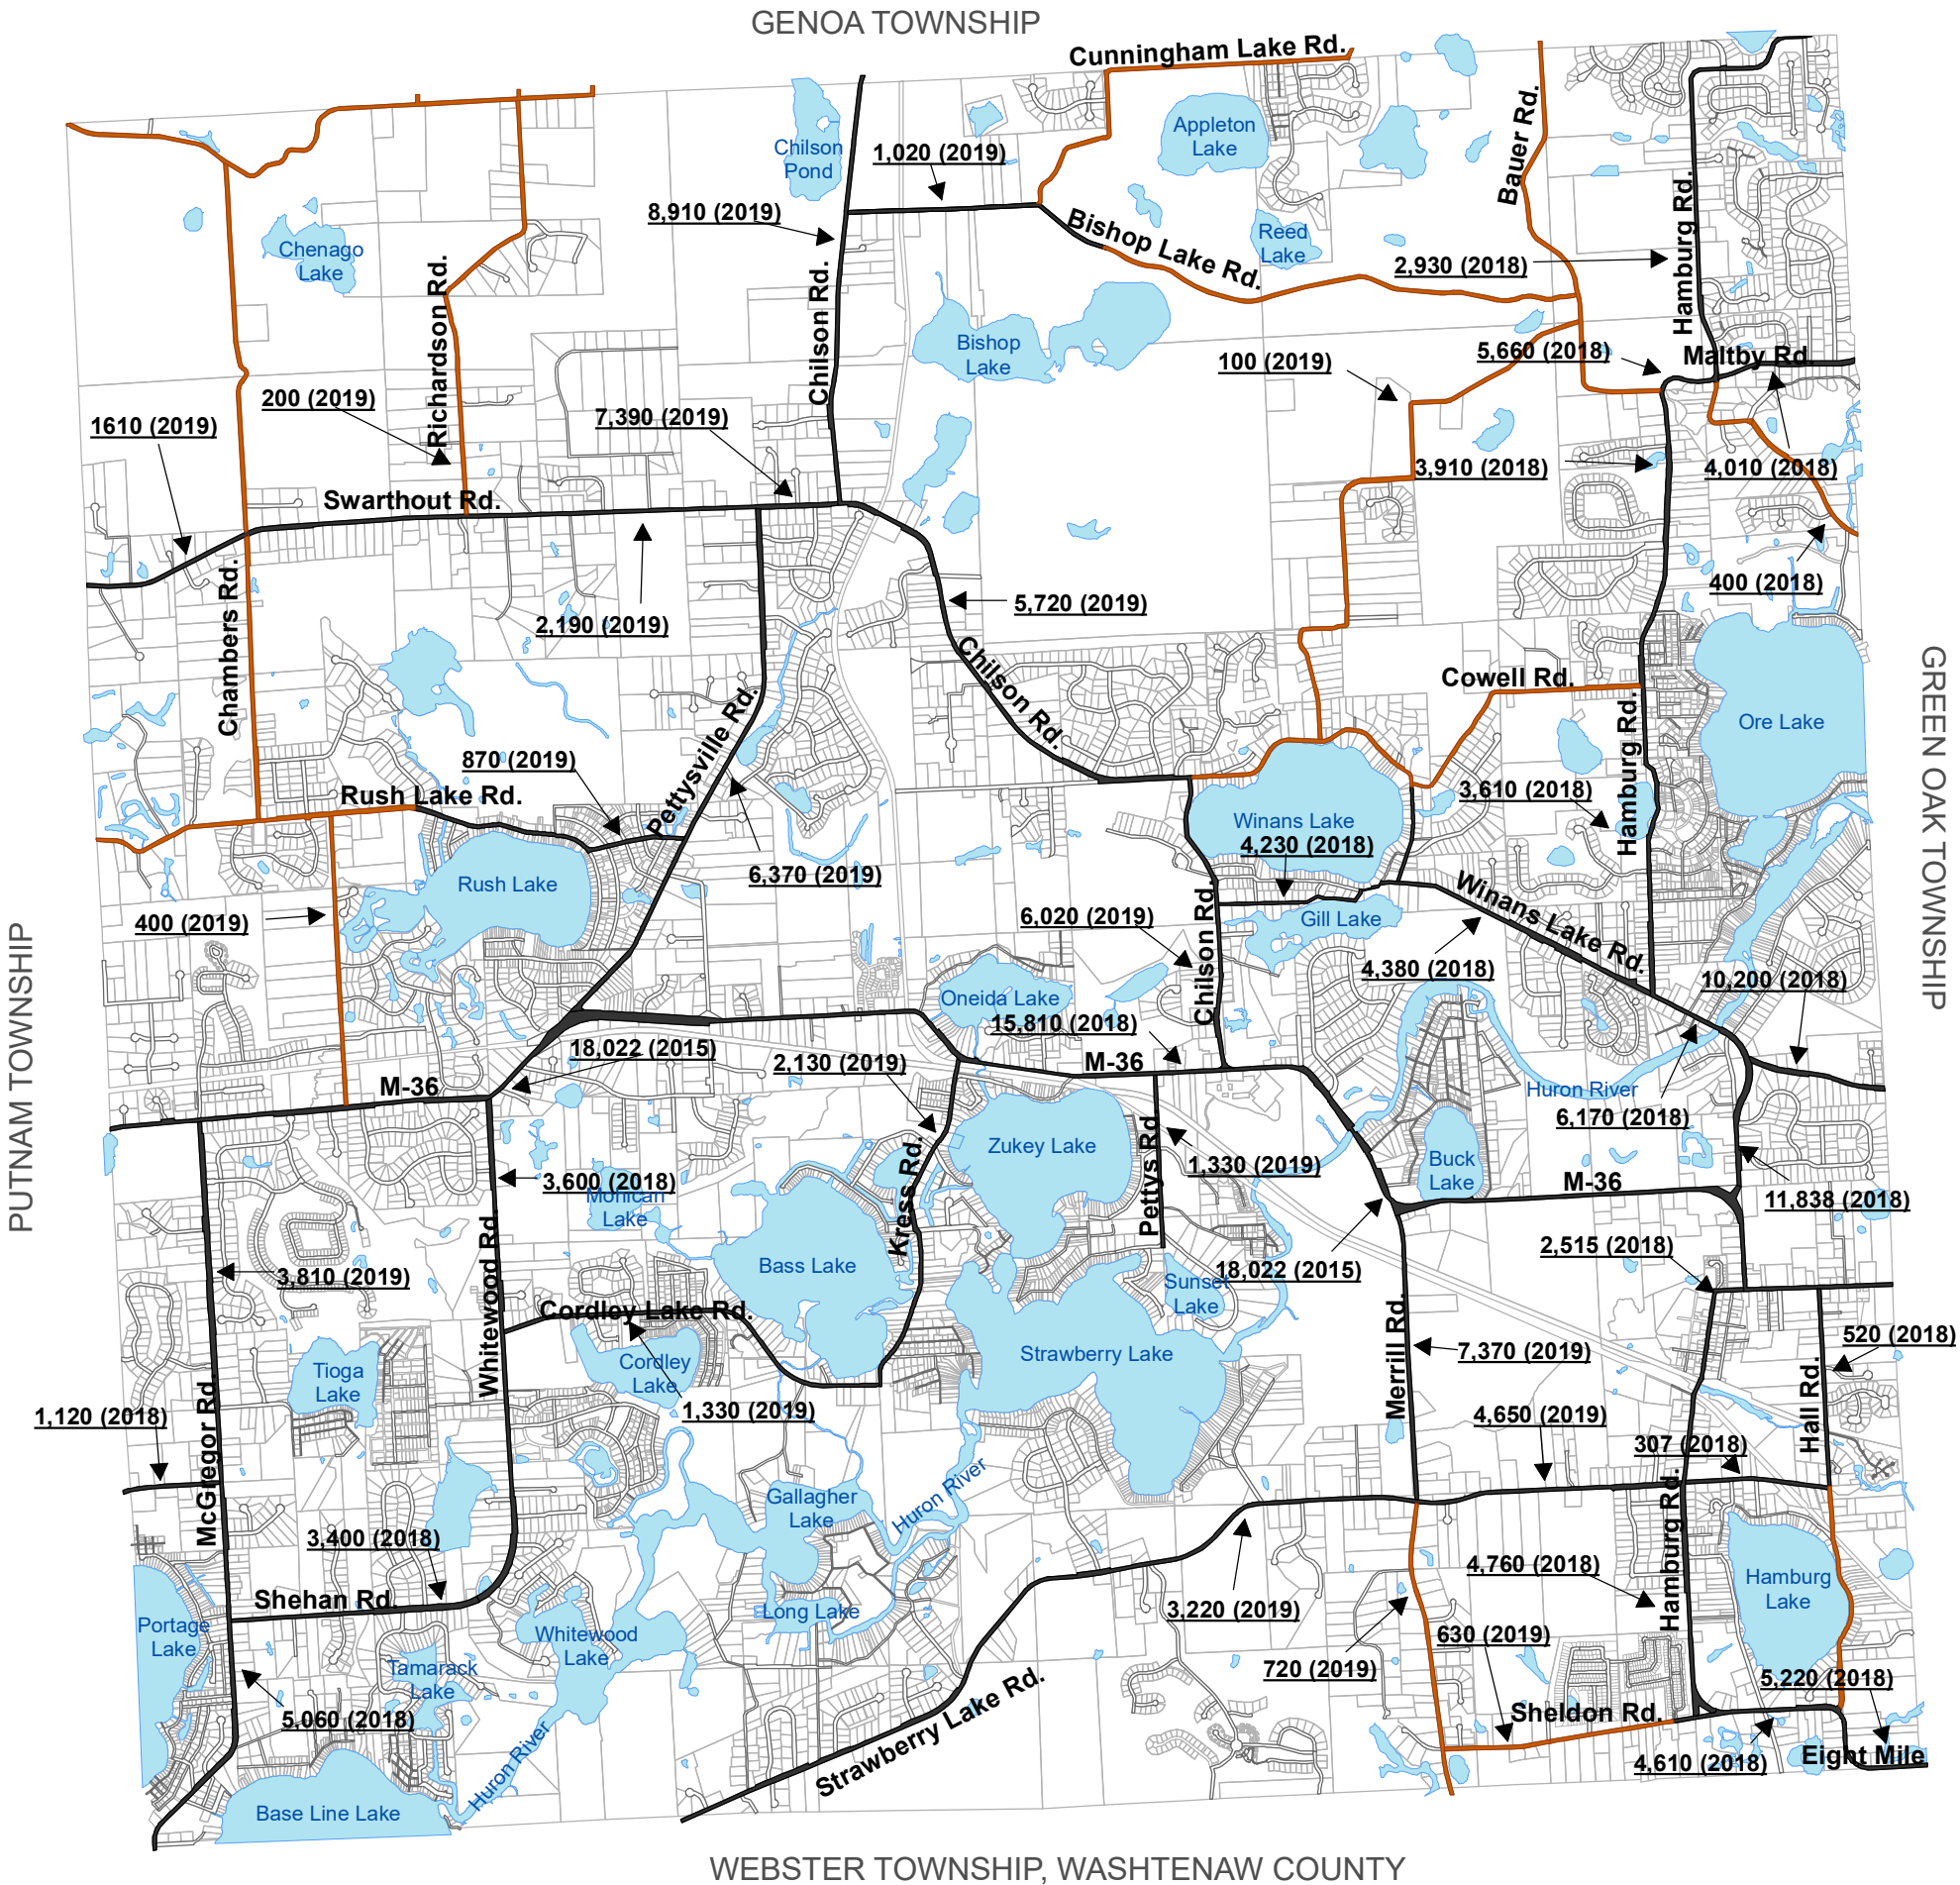 GENOA TOWNSHIP
Cunningham Lake Rd.
Bauer Rd.
Appleton
Lake
Chilson
Pond
1,020 (2019)
8,910 (2019)
Bishop Lake Rd.
Reed
Lake
Hamburg Rd.
2,930 (2018)
Chenago
Lake
Richardson Rd.
Chilson Rd.
Bishop
Lake
100 (2019)
5,660 (2018)
Maltby Rd.
200 (2019)
1610 (2019)
7,390 (2019)
3,910 (2018)
4,010 (2018)
Swarthout Rd.
400 (2018)
Chambers Rd.
2,190 (2019)
5,720 (2019)
Chilson Rd.
Cowell Rd.
Hamburg Rd.
Ore Lake
GREEN OAK TOWNSHIP
Pettysville Rd.
870 (2019)
Rush Lake Rd.
3,610 (2018)
Winans Lake
4,230 (2018)
Rush Lake
6,370 (2019)
400 (2019)
6,020 (2019)
Chilson Rd.
Gill Lake
Winans Lake Rd.
4,380 (2018)
10,200 (2018)
PUTNAM TOWNSHIP
Oneida Lake
15,810 (2018)
18,022 (2015)
2,130 (2019)
M-36
M-36
Huron River
6,170 (2018)
Zukey Lake
Pettys Rd.
1,330 (2019)
Buck
Lake
M-36
11,838 (2018)
3,600 (2018)
Mohican
Lake
Kress Rd.
Whitewood Rd.
Bass Lake
2,515 (2018)
18,022 (2015)
3,810 (2019)
Sunset
Lake
Cordley Lake Rd.
Merrill Rd.
520 (2018)
Strawberry Lake
7,370 (2019)
Tioga
Lake
Cordley
Lake
Hall Rd.
1,330 (2019)
1,120 (2018)
McGregor Rd.
4,650 (2019)
307 (2018)
Gallagher
Lake
Huron River
Hamburg Rd.
3,400 (2018)
4,760 (2018)
Hamburg
Lake
Shehan Rd.
Long Lake
3,220 (2019)
Portage
Lake
Whitewood
Lake
630 (2019)
720 (2019)
Tamarack
Lake
5,220 (2018)
5,060 (2018)
Strawberry Lake Rd.
Sheldon Rd.
4,610 (2018)
Eight Mile
Huron River
Base Line Lake
WEBSTER TOWNSHIP, WASHTENAW COUNTY